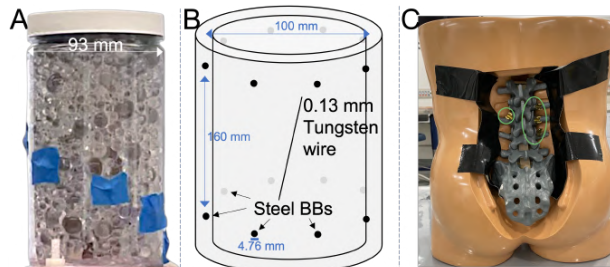 A
93 mm
B
100 mm
160 mm
0.13 mm
Tungsten
wire
Steel BBs
4.76 mm
C